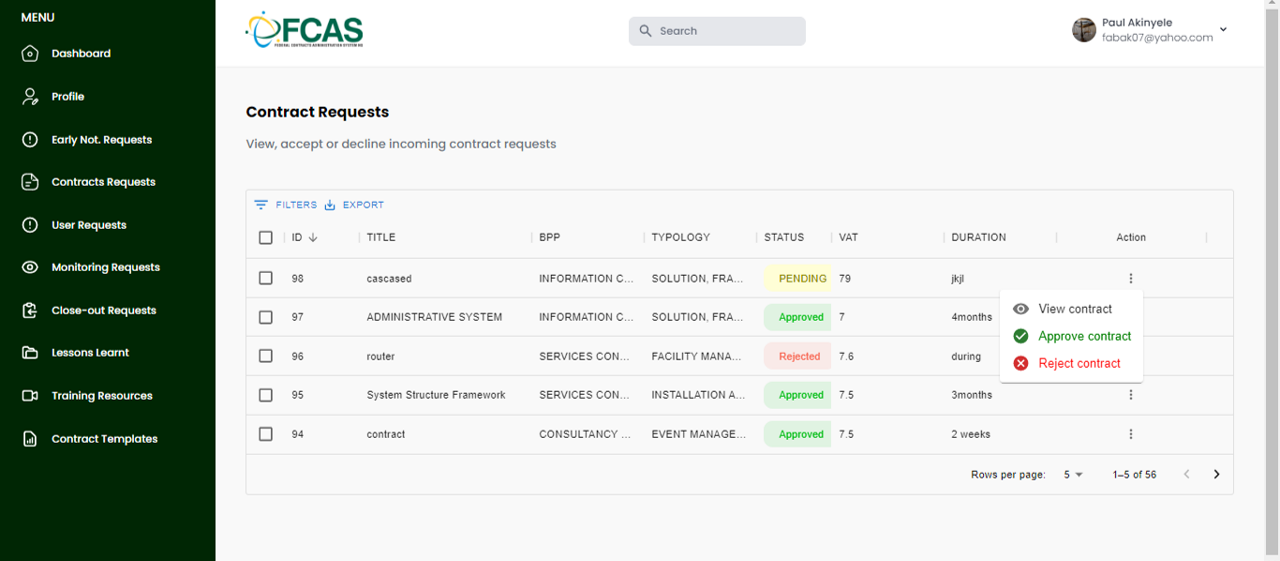 MENU
Dashboard
Profile
Early Not. Requests
Contracts Requests
User Requests
Monitoring Requests
Close-out Requests
Lessons Learnt
Training Resources
Contract Templates
FCAS
FEDERAL CONTRACTS ADMINISTRATION SYSTEM
Search
Paul Akinyele
fabak07@yahoo.com
Contract Requests
View, accept or decline incoming contract requests
FILTERS EXPORT
ID TITLE BPP TYPOLOGY STATUS VAT DURATION Action
98 cascased INFORMATION C... SOLUTION, FRA... PENDING 79 jkjl
97 ADMINISTRATIVE SYSTEM INFORMATION C... SOLUTION, FRA... Approved 7 4months
96 router SERVICES CON... FACILITY MANA... Rejected 7.6 during
95 System Structure Framework SERVICES CON... INSTALLATION A... Approved 7.5 3months
94 contract CONSULTANCY ... EVENT MANAGE... Approved 7.5 2 weeks
View contract
Approve contract
Reject contract
Rows per page: 5 1–5 of 56